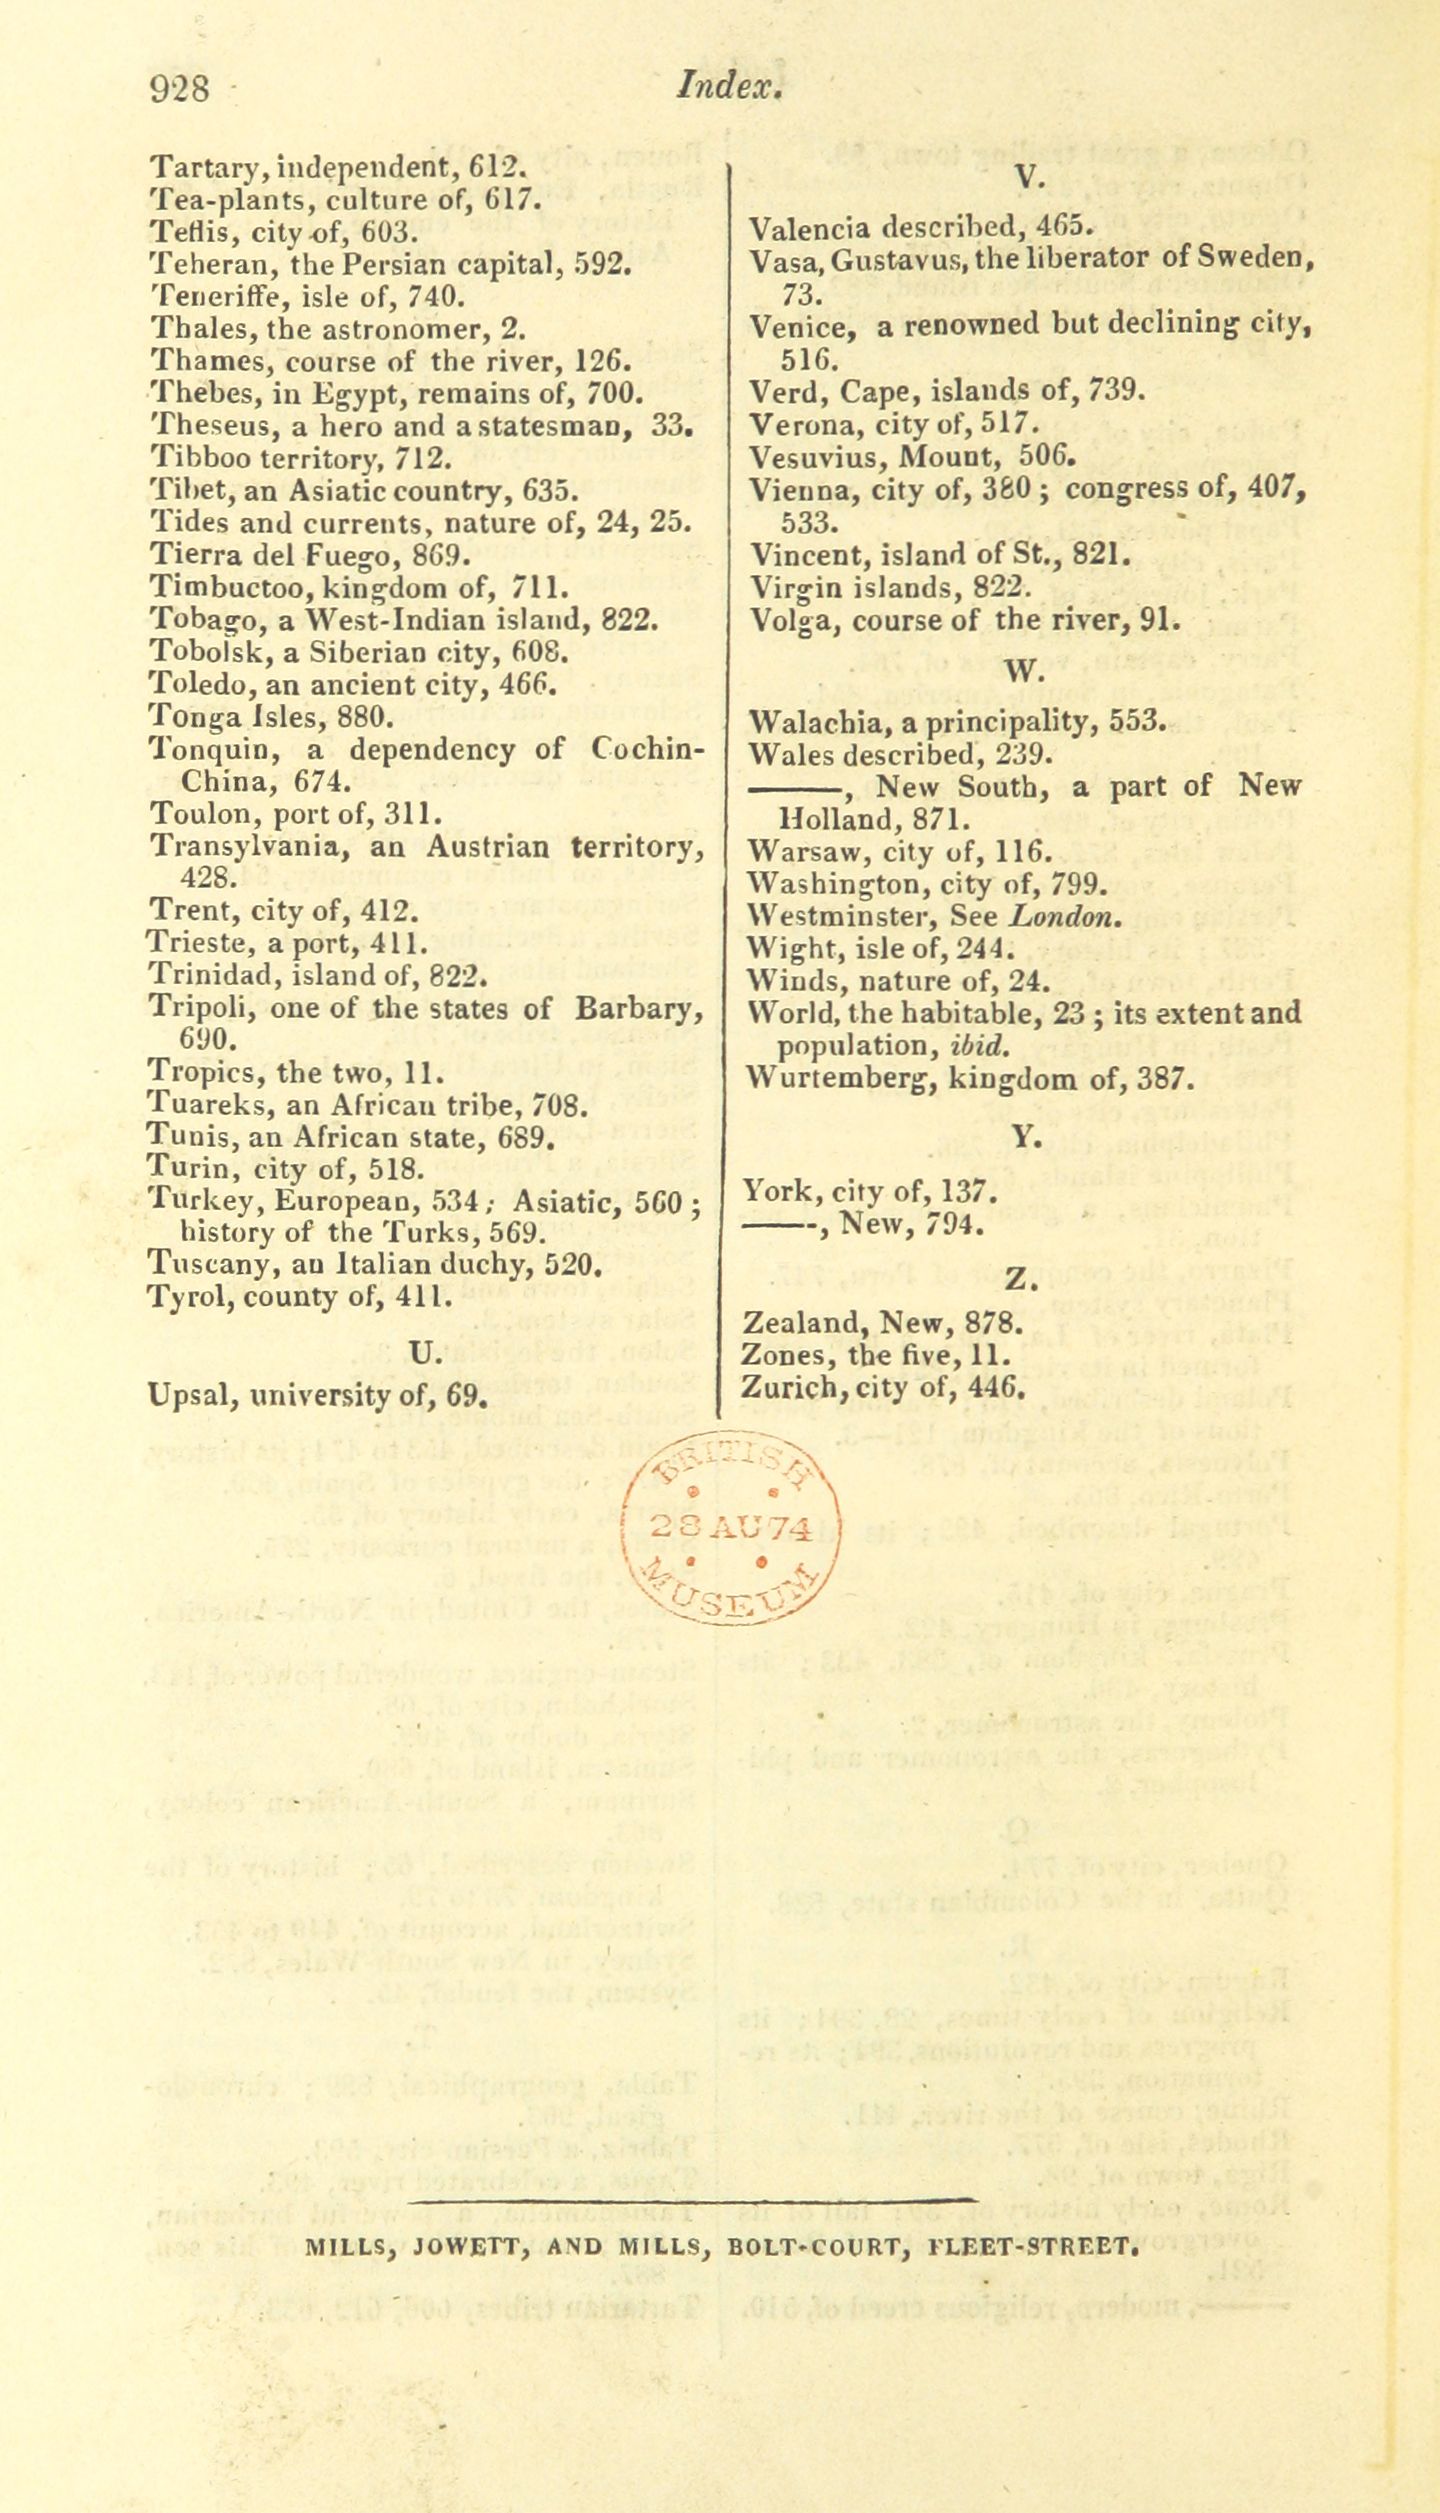 928
Index.
Tartary, independent, 612.
Tea-plants, culture of, 617.
Teflis, city of, 603.
Teheran, the Persian capital, 592.
Teneriffe, isle of, 740.
Thales, the astronomer, 2.
Thames, course of the river, 126.
Thebes, in Egypt, remains of, 700.
Theseus, a hero and a statesman, 33.
Tibboo territory, 712.
Tibet, an Asiatic country, 635.
Tides and currents, nature of, 24, 25.
Tierra del Fuego, 869.
Timbuctoo, kingdom of, 711.
Tobago, a West-Indian island, 822.
Tobolsk, a Siberian city, 608.
Toledo, an ancient city, 466.
Tonga Isles, 880.
Tonquin, a dependency of Cochin-
China, 674.
Toulon, port of, 311.
Transylvania, an Austrian territory,
428.
Trent, city of, 412.
Trieste, a port, 411.
Trinidad, island of, 822.
Tripoli, one of the states of Barbary,
690.
Tropics, the two, 11.
Tuareks, an African tribe, 708.
Tunis, an African state, 689.
Turin, city of, 518.
Turkey, European, 534; Asiatic, 560;
history of the Turks, 569.
Tuscany, an Italian duchy, 520.
Tyrol, county of, 411.
U.
Upsal, university of, 69.
V.
Valencia described, 465.
Vasa, Gustavus, the liberator of Sweden,
73.
Venice, a renowned but declining city,
516.
Verd, Cape, islands of, 739.
Verona, city of, 517.
Vesuvius, Mount, 506.
Vienna, city of, 380; congress of, 407,
533.
Vincent, island of St., 821.
Virgin islands, 822.
Volga, course of the river, 91.
W.
Walachia, a principality, 553.
Wales described, 239.
———, New South, a part of New
Holland, 871.
Warsaw, city of, 116.
Washington, city of, 799.
Westminster, See London.
Wight, isle of, 244.
Winds, nature of, 24.
World, the habitable, 23; its extent and
population, ibid.
Wurtemberg, kingdom of, 387.
Y.
York, city of, 137.
———, New, 794.
Z.
Zealand, New, 878.
Zones, the five, 11.
Zurich, city of, 446.
BRITISH
28 AU 74
MUSEUM
MILLS, JOWETT, AND MILLS, BOLT-COURT, FLEET-STREET.